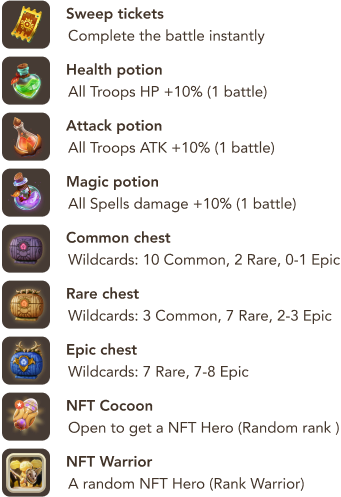 Sweep tickets
Complete the battle instantly
Health potion
All Troops HP +10% (1 battle)
Attack potion
All Troops ATK +10% (1 battle)
Magic potion
All Spells damage +10% (1 battle)
Common chest
Wildcards: 10 Common, 2 Rare, 0-1 Epic
Rare chest
Wildcards: 3 Common, 7 Rare, 2-3 Epic
Epic chest
Wildcards: 7 Rare, 7-8 Epic
NFT Cocoon
Open to get a NFT Hero (Random rank )
NFT Warrior
A random NFT Hero (Rank Warrior)